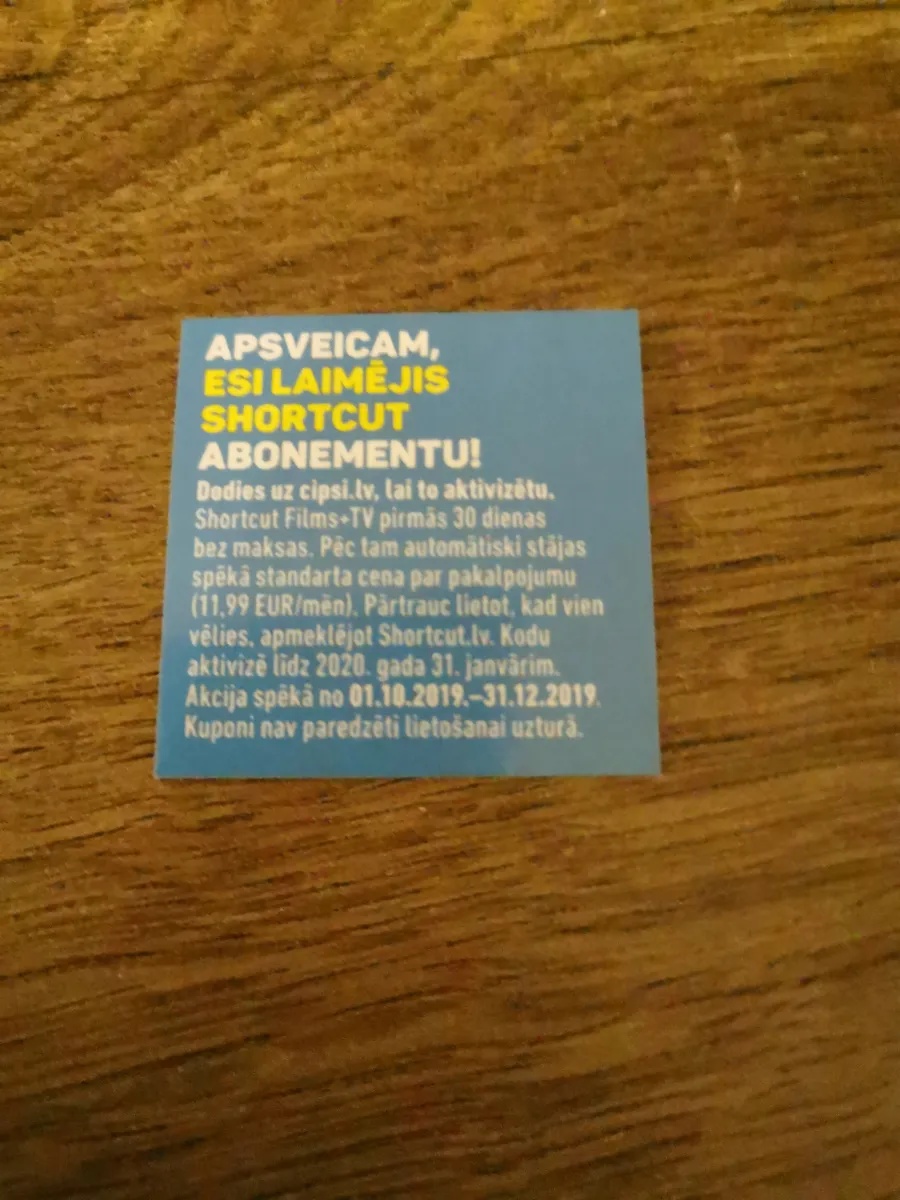 APSVEICAM,
ESI LAIMĒJIS
SHORTCUT
ABONEMENTU!
Dodies uz cipsi.lv, lai to aktivizētu.
Shortcut Films+TV pirmās 30 dienas
bez maksas. Pēc tam automātiski stājas
spēkā standarta cena par pakalpojumu
(11,99 EUR/mēn). Pārtrauc lietot, kad vien
vēlies, apmeklējot Shortcut.lv. Kodu
aktivizē līdz 2020. gada 31. janvārim.
Akcija spēkā no 01.10.2019.–31.12.2019.
Kuponi nav paredzēti lietošanai uzturā.